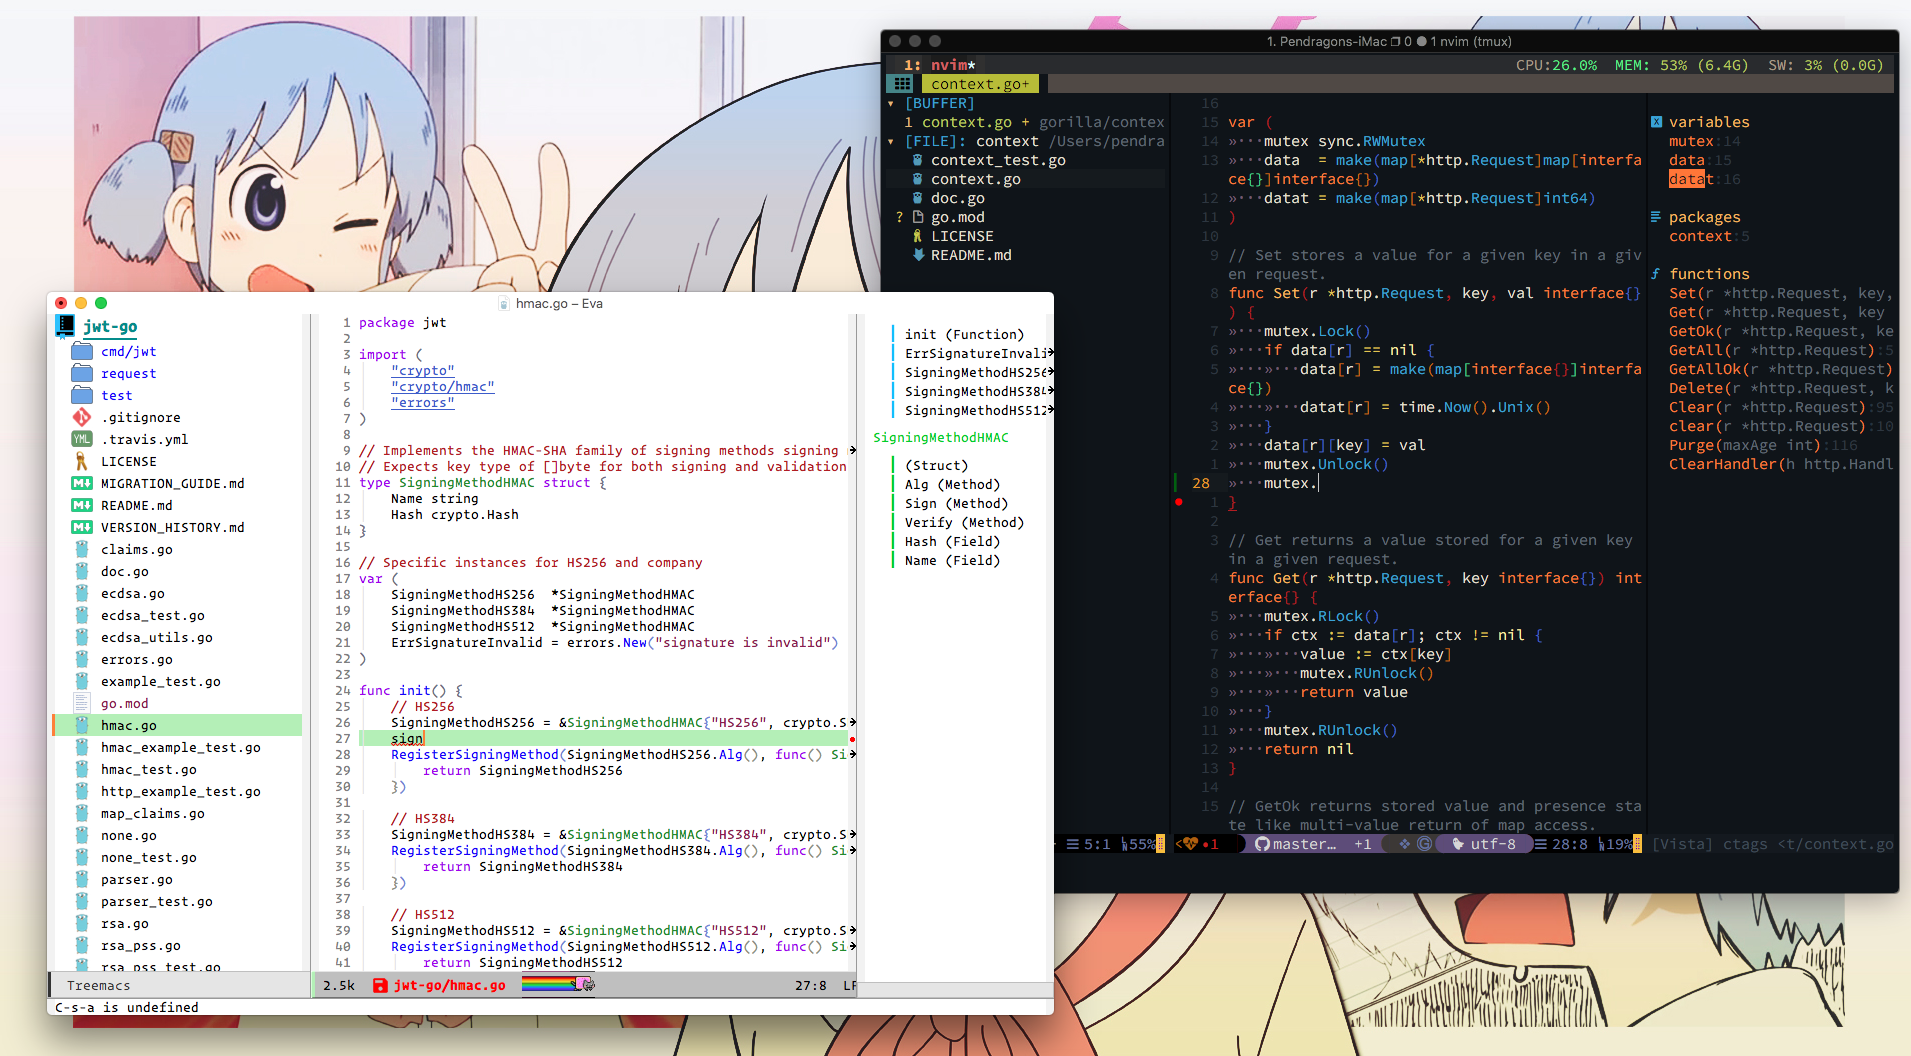 1. Pendragons-iMac 0 1 nvim (tmux)
1: nvim*
CPU:26.0% MEM: 53% (6.4G) SW: 3% (0.0G)
context.go+
[BUFFER]
1 context.go + gorilla/contex
[FILE]: context /Users/pendra
context_test.go
context.go
doc.go
? go.mod
LICENSE
README.md
16
15 var (
14 »···mutex sync.RWMutex
13 »···data  = make(map[*http.Request]map[interfa
ce{}]interface{})
12 »···datat = make(map[*http.Request]int64)
11 )
10
9 // Set stores a value for a given key in a giv
en request.
8 func Set(r *http.Request, key, val interface{}
) {
7 »···mutex.Lock()
6 »···if data[r] == nil {
5 »···»···data[r] = make(map[interface{}]interfa
ce{})
4 »···»···datat[r] = time.Now().Unix()
3 »···}
2 »···data[r][key] = val
1 »···mutex.Unlock()
28 »···mutex.
1 }
2
3 // Get returns a value stored for a given key
in a given request.
4 func Get(r *http.Request, key interface{}) int
erface{} {
5 »···mutex.RLock()
6 »···if ctx := data[r]; ctx != nil {
7 »···»···value := ctx[key]
8 »···»···mutex.RUnlock()
9 »···»···return value
10 »···}
11 »···mutex.RUnlock()
12 »···return nil
13 }
14
15 // GetOk returns stored value and presence sta
te like multi-value return of map access.
variables
mutex:14
data:15
datat:16
packages
context:5
functions
Set(r *http.Request, key,
Get(r *http.Request, key
GetOk(r *http.Request, ke
GetAll(r *http.Request):5
GetAllOk(r *http.Request)
Delete(r *http.Request, k
Clear(r *http.Request):95
clear(r *http.Request):10
Purge(maxAge int):116
ClearHandler(h http.Handl
5:1 55%
1 master… +1 utf-8 28:8 19%
[Vista] ctags <t/context.go
hmac.go – Eva
jwt-go
cmd/jwt
request
test
.gitignore
YML .travis.yml
LICENSE
M MIGRATION_GUIDE.md
M README.md
M VERSION_HISTORY.md
claims.go
doc.go
ecdsa.go
ecdsa_test.go
ecdsa_utils.go
errors.go
example_test.go
go.mod
hmac.go
hmac_example_test.go
hmac_test.go
http_example_test.go
map_claims.go
none.go
none_test.go
parser.go
parser_test.go
rsa.go
rsa_pss.go
rsa_pss_test.go
1 package jwt
2
3 import (
4 "crypto"
5 "crypto/hmac"
6 "errors"
7 )
8
9 // Implements the HMAC-SHA family of signing methods signing
10 // Expects key type of []byte for both signing and validation
11 type SigningMethodHMAC struct {
12 Name string
13 Hash crypto.Hash
14 }
15
16 // Specific instances for HS256 and company
17 var (
18 SigningMethodHS256  *SigningMethodHMAC
19 SigningMethodHS384  *SigningMethodHMAC
20 SigningMethodHS512  *SigningMethodHMAC
21 ErrSignatureInvalid = errors.New("signature is invalid")
22 )
23
24 func init() {
25 // HS256
26 SigningMethodHS256 = &SigningMethodHMAC{"HS256", crypto.S
27 sign
28 RegisterSigningMethod(SigningMethodHS256.Alg(), func() Si
29 return SigningMethodHS256
30 })
31
32 // HS384
33 SigningMethodHS384 = &SigningMethodHMAC{"HS384", crypto.S
34 RegisterSigningMethod(SigningMethodHS384.Alg(), func() Si
35 return SigningMethodHS384
36 })
37
38 // HS512
39 SigningMethodHS512 = &SigningMethodHMAC{"HS512", crypto.S
40 RegisterSigningMethod(SigningMethodHS512.Alg(), func() Si
41 return SigningMethodHS512
init (Function)
ErrSignatureInvali
SigningMethodHS256
SigningMethodHS384
SigningMethodHS512
SigningMethodHMAC
(Struct)
Alg (Method)
Sign (Method)
Verify (Method)
Hash (Field)
Name (Field)
Treemacs
2.5k jwt-go/hmac.go 27:8 LF
C-s-a is undefined